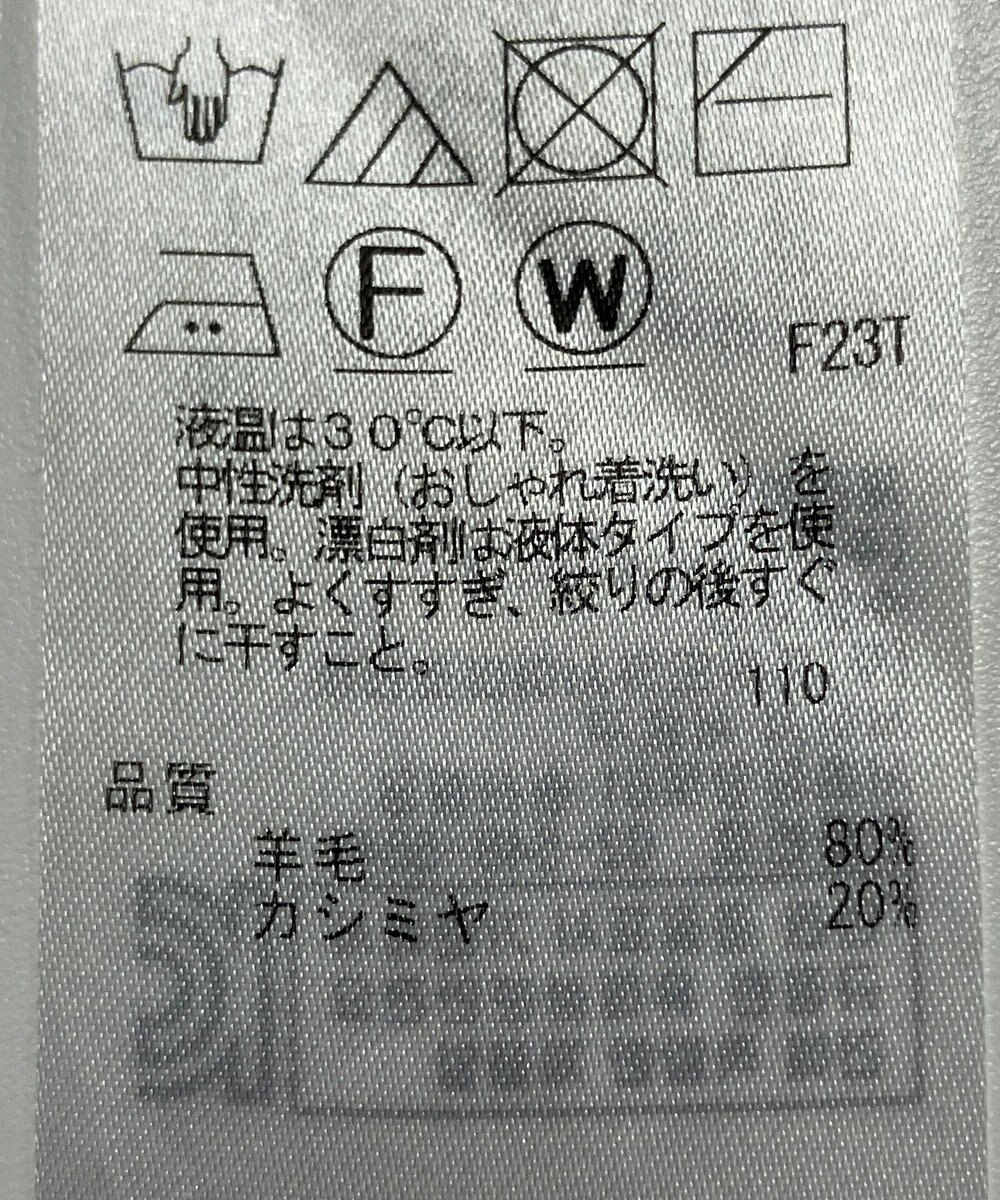 F
W
F23T
液温は30℃以下。
中性洗剤（おしゃれ着洗い）を
使用。漂白剤は液体タイプを使
用。よくすすぎ、絞りの後すぐ
に干すこと。
110
品質
羊毛 80%
カシミヤ 20%